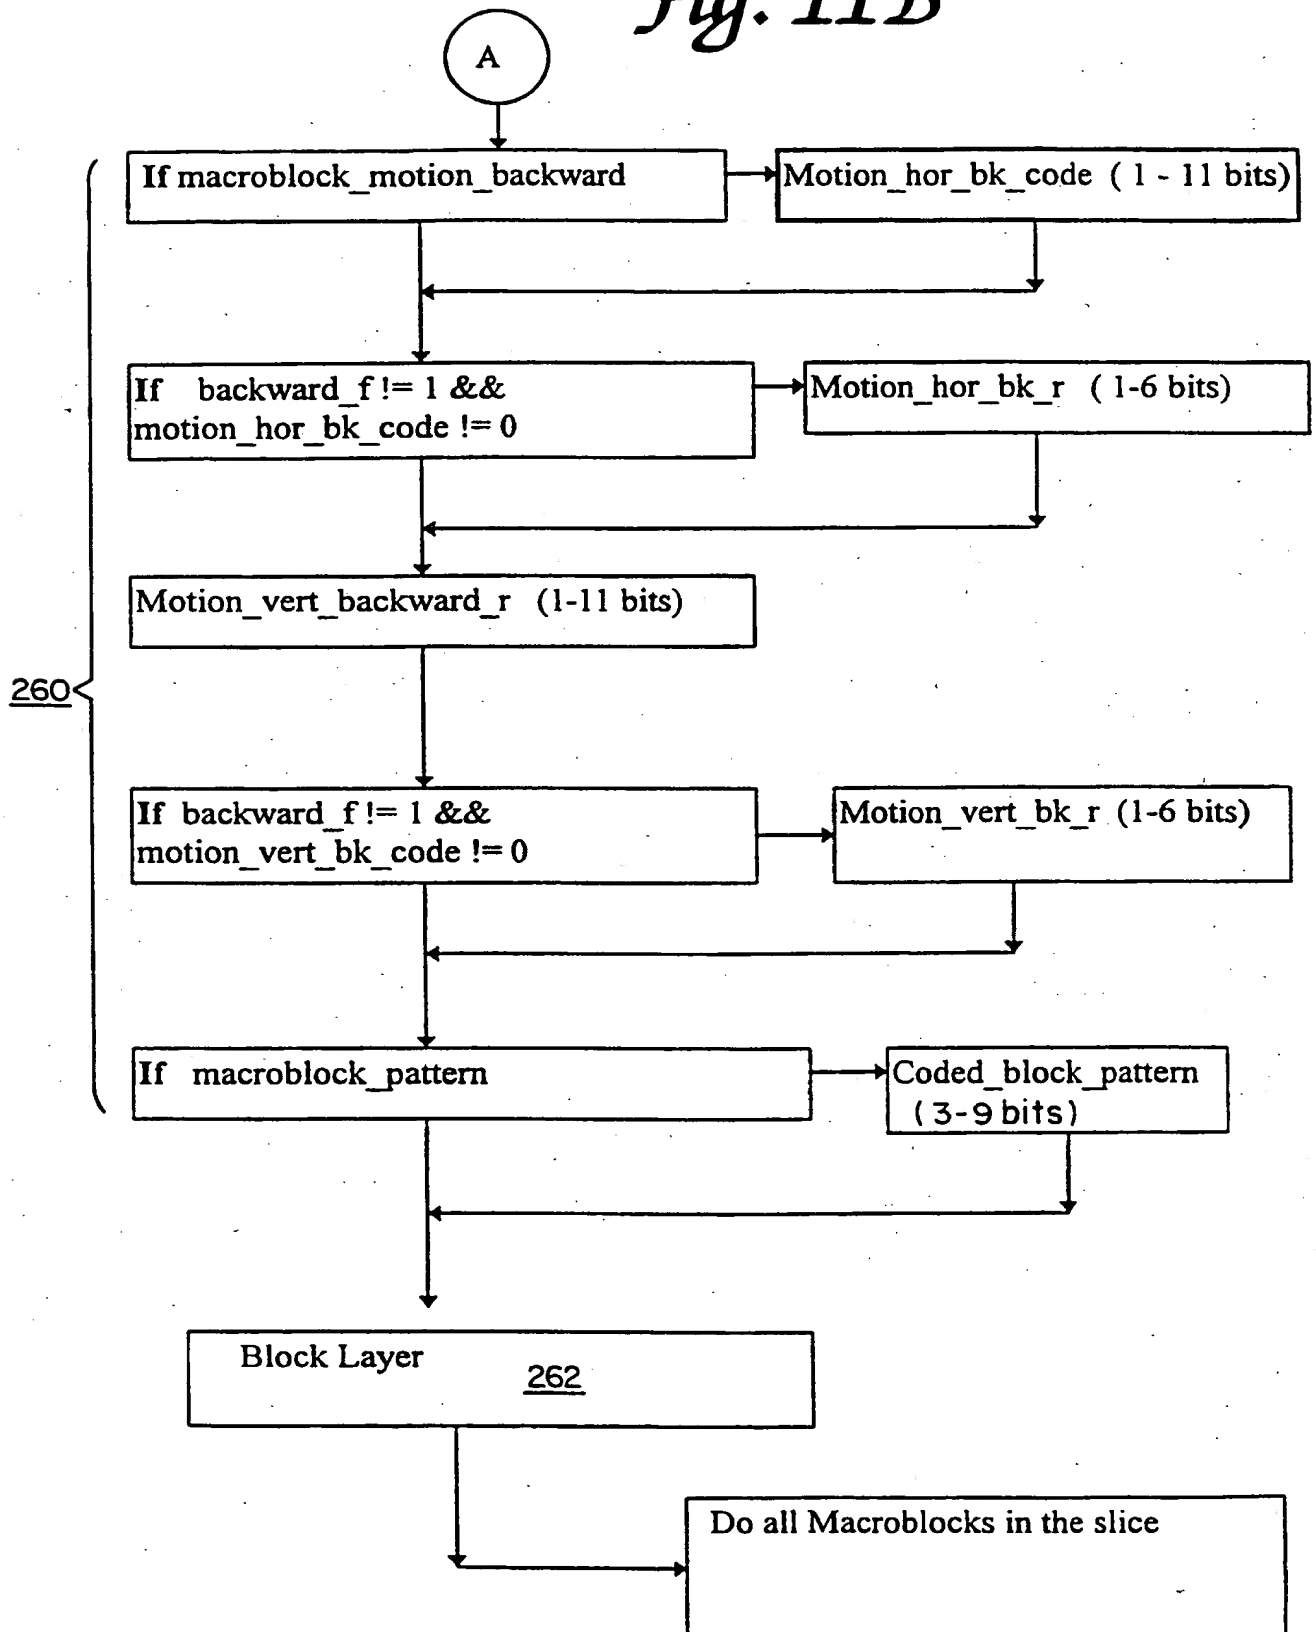 Fig. 11B
A
If macroblock_motion_backward
Motion_hor_bk_code ( 1 - 11 bits)
If backward_f != 1 &&
motion_hor_bk_code != 0
Motion_hor_bk_r ( 1-6 bits)
Motion_vert_backward_r (1-11 bits)
260
If backward_f != 1 &&
motion_vert_bk_code != 0
Motion_vert_bk_r (1-6 bits)
If macroblock_pattern
Coded_block_pattern
( 3-9 bits)
Block Layer
262
Do all Macroblocks in the slice